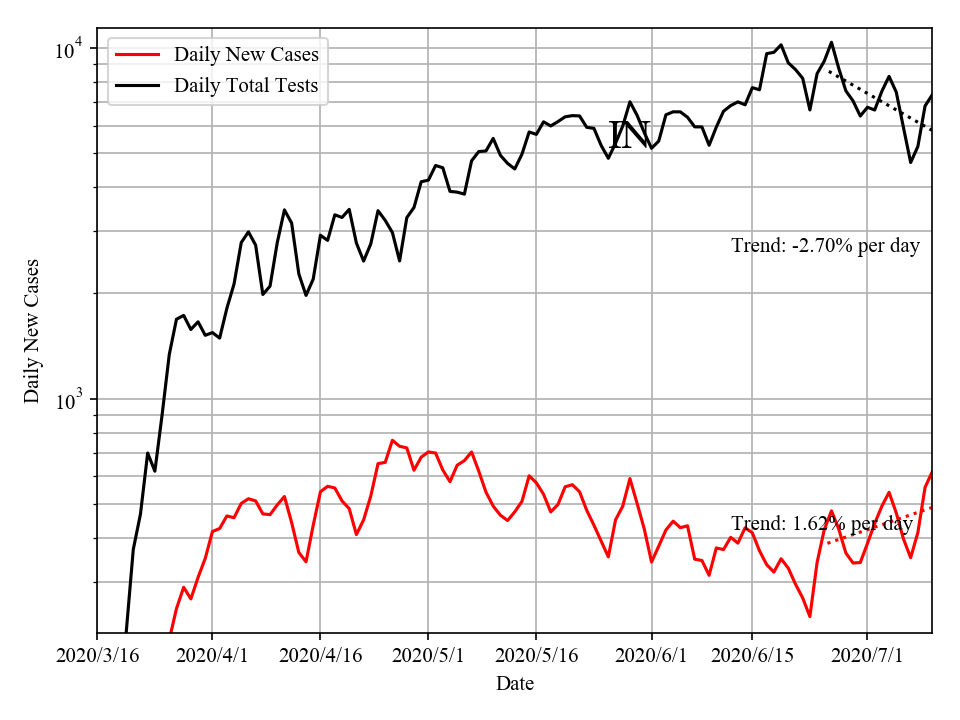 10^4
Daily New Cases
Daily Total Tests
IN
Trend: -2.70% per day
Daily New Cases
10^3
Trend: 1.62% per day
2020/3/16 2020/4/1 2020/4/16 2020/5/1 2020/5/16 2020/6/1 2020/6/15 2020/7/1
Date